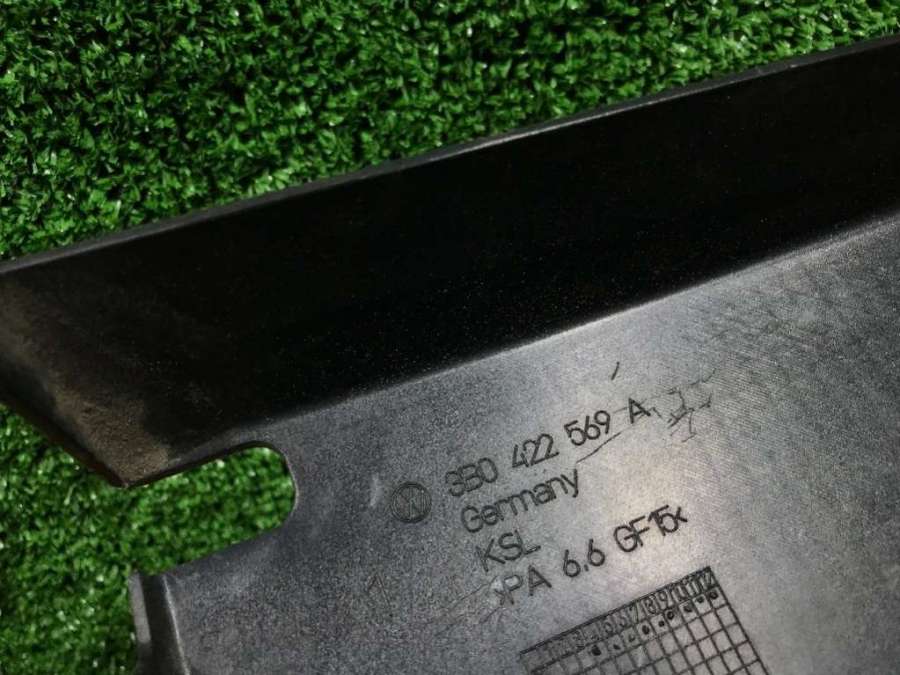 3B0 422 569 A
Germany
KSL
>PA 6.6 GF15<